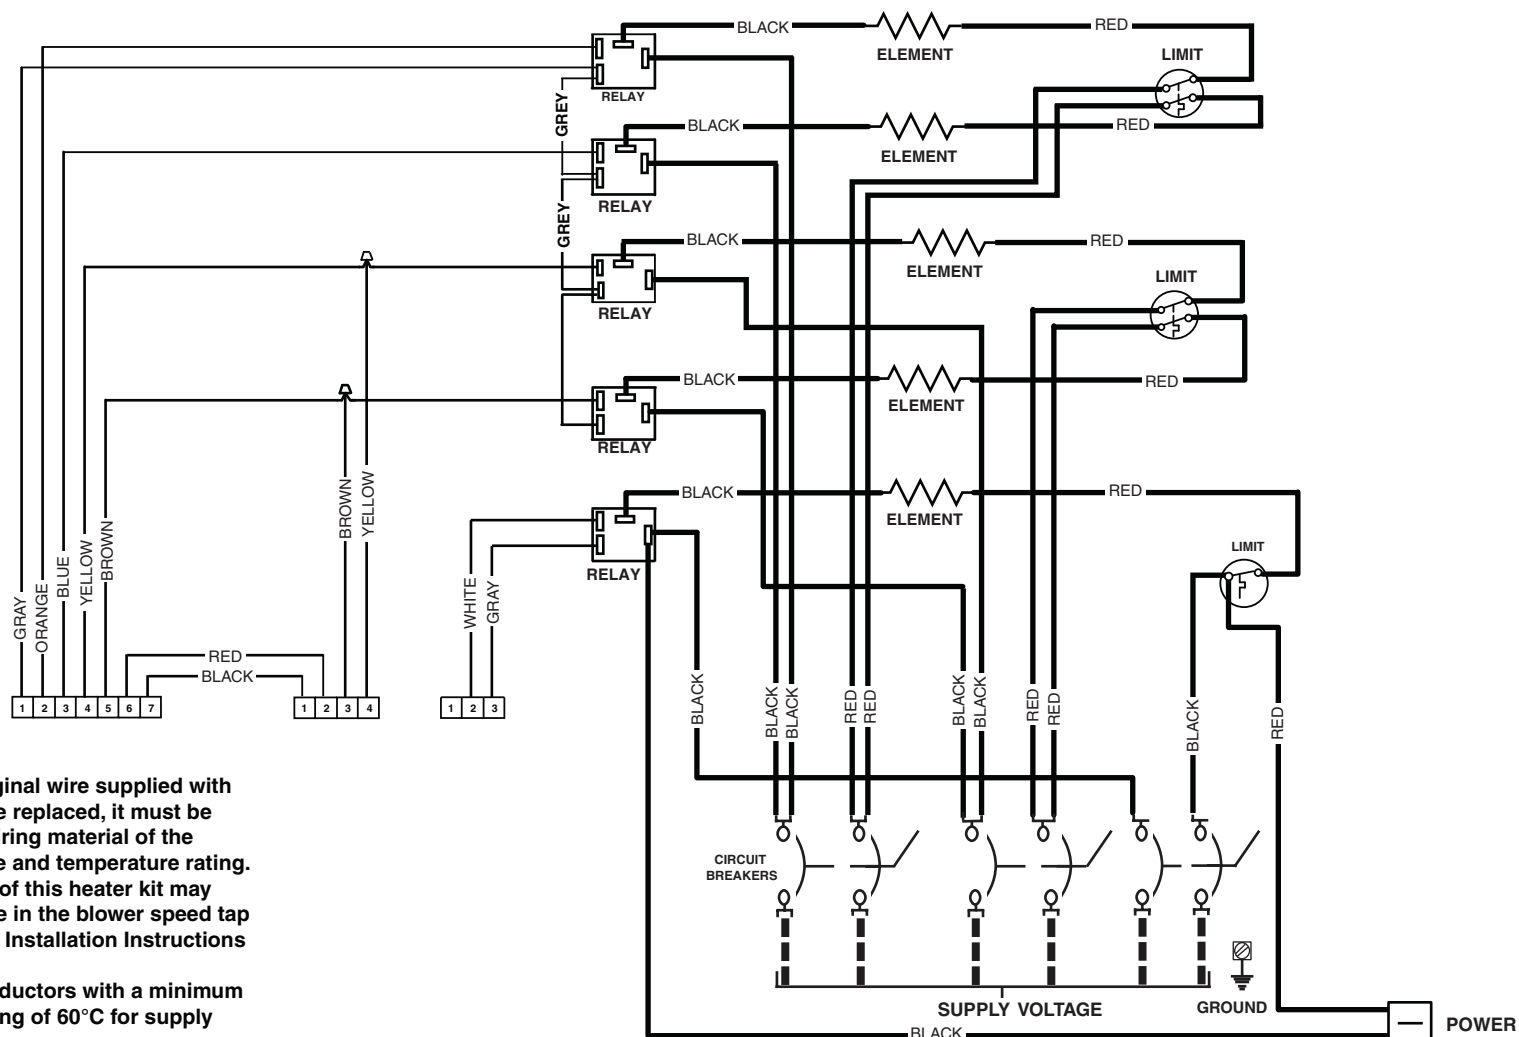 BLACK
RED
ELEMENT
LIMIT
RELAY
GREY
BLACK
RED
ELEMENT
RELAY
GREY
BLACK
RED
ELEMENT
LIMIT
RELAY
BLACK
RED
ELEMENT
RELAY
BLACK
RED
ELEMENT
LIMIT
RELAY
GRAY
ORANGE
BLUE
YELLOW
BROWN
BROWN
YELLOW
WHITE
GRAY
RED
BLACK
1 2 3 4 5 6 7
1 2 3 4
1 2 3
BLACK
BLACK
BLACK
RED
RED
BLACK
BLACK
RED
RED
BLACK
RED
ginal wire supplied with
e replaced, it must be
iring material of the
e and temperature rating.
of this heater kit may
e in the blower speed tap
Installation Instructions
ductors with a minimum
ng of 60°C for supply
CIRCUIT
BREAKERS
SUPPLY VOLTAGE
GROUND
POWER
BLACK